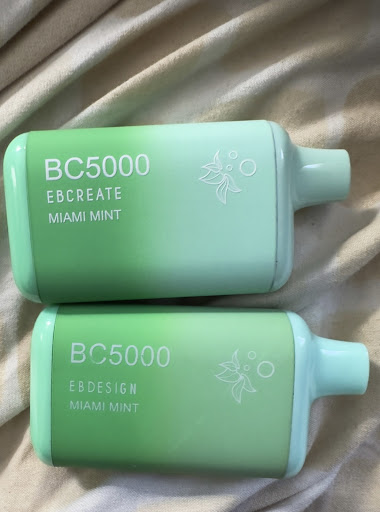 BC5000
EBCREATE
MIAMI MINT
BC5000
EBDESIGN
MIAMI MINT